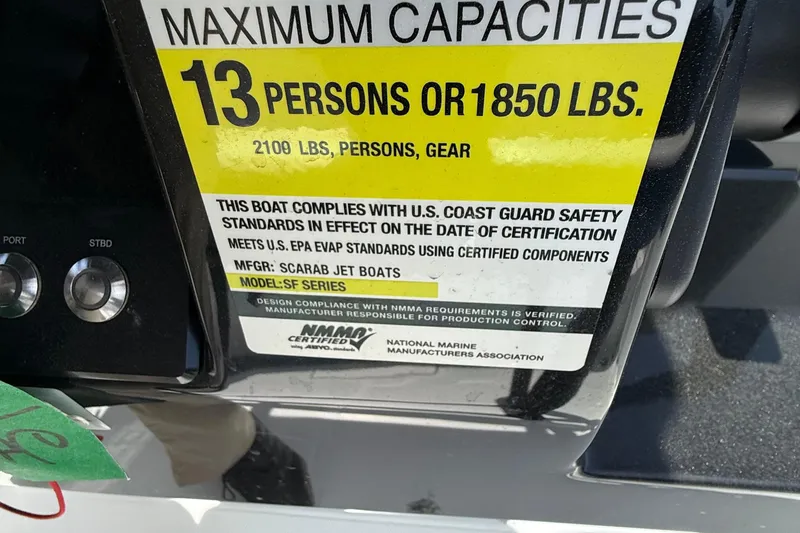 MAXIMUM CAPACITIES
13 PERSONS OR 1850 LBS.
2100 LBS, PERSONS, GEAR
THIS BOAT COMPLIES WITH U.S. COAST GUARD SAFETY
STANDARDS IN EFFECT ON THE DATE OF CERTIFICATION
MEETS U.S. EPA EVAP STANDARDS USING CERTIFIED COMPONENTS
MFGR: SCARAB JET BOATS
MODEL:SF SERIES
DESIGN COMPLIANCE WITH NMMA REQUIREMENTS IS VERIFIED.
MANUFACTURER RESPONSIBLE FOR PRODUCTION CONTROL.
NMMA
CERTIFIED
using ABYC standards
NATIONAL MARINE
MANUFACTURERS ASSOCIATION
PORT
STBD